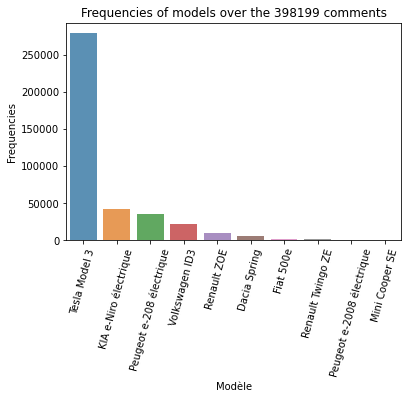 Frequencies of models over the 398199 comments
Frequencies
250000
200000
150000
100000
50000
0
Tesla Model 3
KIA e-Niro électrique
Peugeot e-208 électrique
Volkswagen ID3
Renault ZOE
Dacia Spring
Fiat 500e
Renault Twingo ZE
Peugeot e-2008 électrique
Mini Cooper SE
Modèle